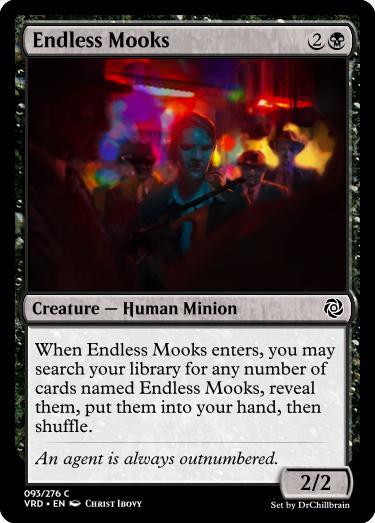 Endless Mooks 2
Creature — Human Minion
When Endless Mooks enters, you may
search your library for any number of
cards named Endless Mooks, reveal
them, put them into your hand, then
shuffle.
An agent is always outnumbered.
2/2
093/276 C
VRD • EN Christ Ibovy
Set by DrChillbrain